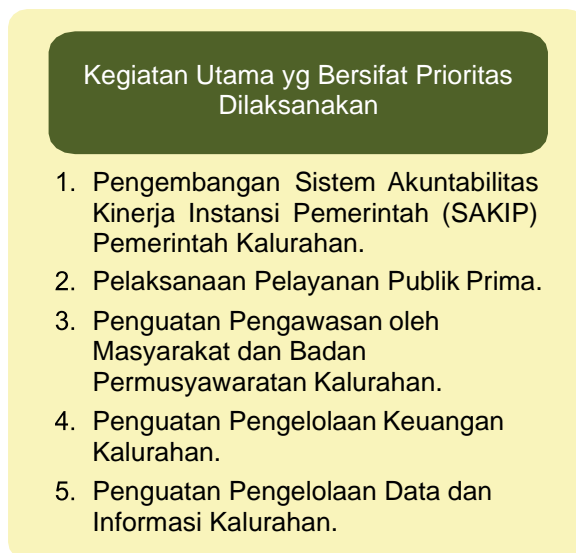 Kegiatan Utama yg Bersifat Prioritas
Dilaksanakan
1. Pengembangan Sistem Akuntabilitas
Kinerja Instansi Pemerintah (SAKIP)
Pemerintah Kalurahan.
2. Pelaksanaan Pelayanan Publik Prima.
3. Penguatan Pengawasan oleh
Masyarakat dan Badan
Permusyawaratan Kalurahan.
4. Penguatan Pengelolaan Keuangan
Kalurahan.
5. Penguatan Pengelolaan Data dan
Informasi Kalurahan.